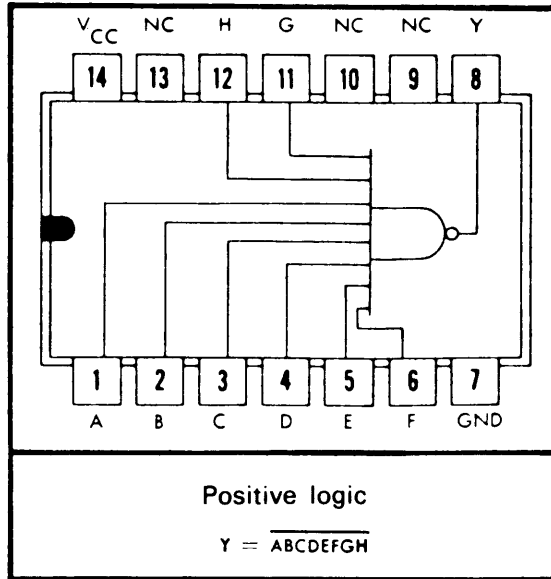 VCC NC H G NC NC Y
14 13 12 11 10 9 8
1 2 3 4 5 6 7
A B C D E F GND
Positive logic
Y = A̅B̅C̅D̅E̅F̅G̅H̅